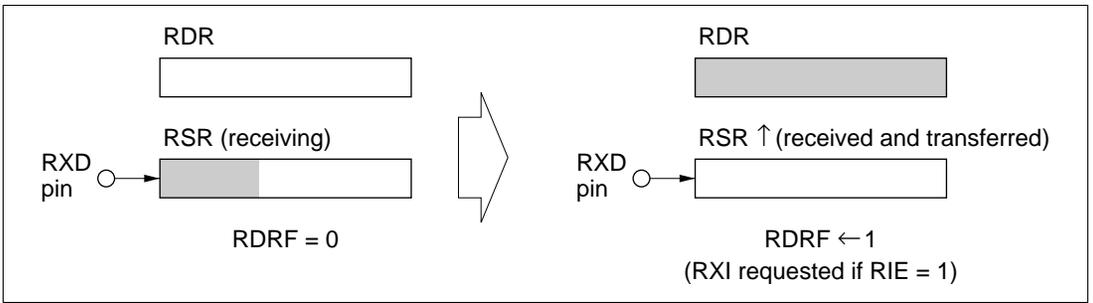 RDR
RSR (receiving)
RXD
pin
RDRF = 0
RDR
RSR ↑ (received and transferred)
RXD
pin
RDRF ← 1
(RXI requested if RIE = 1)